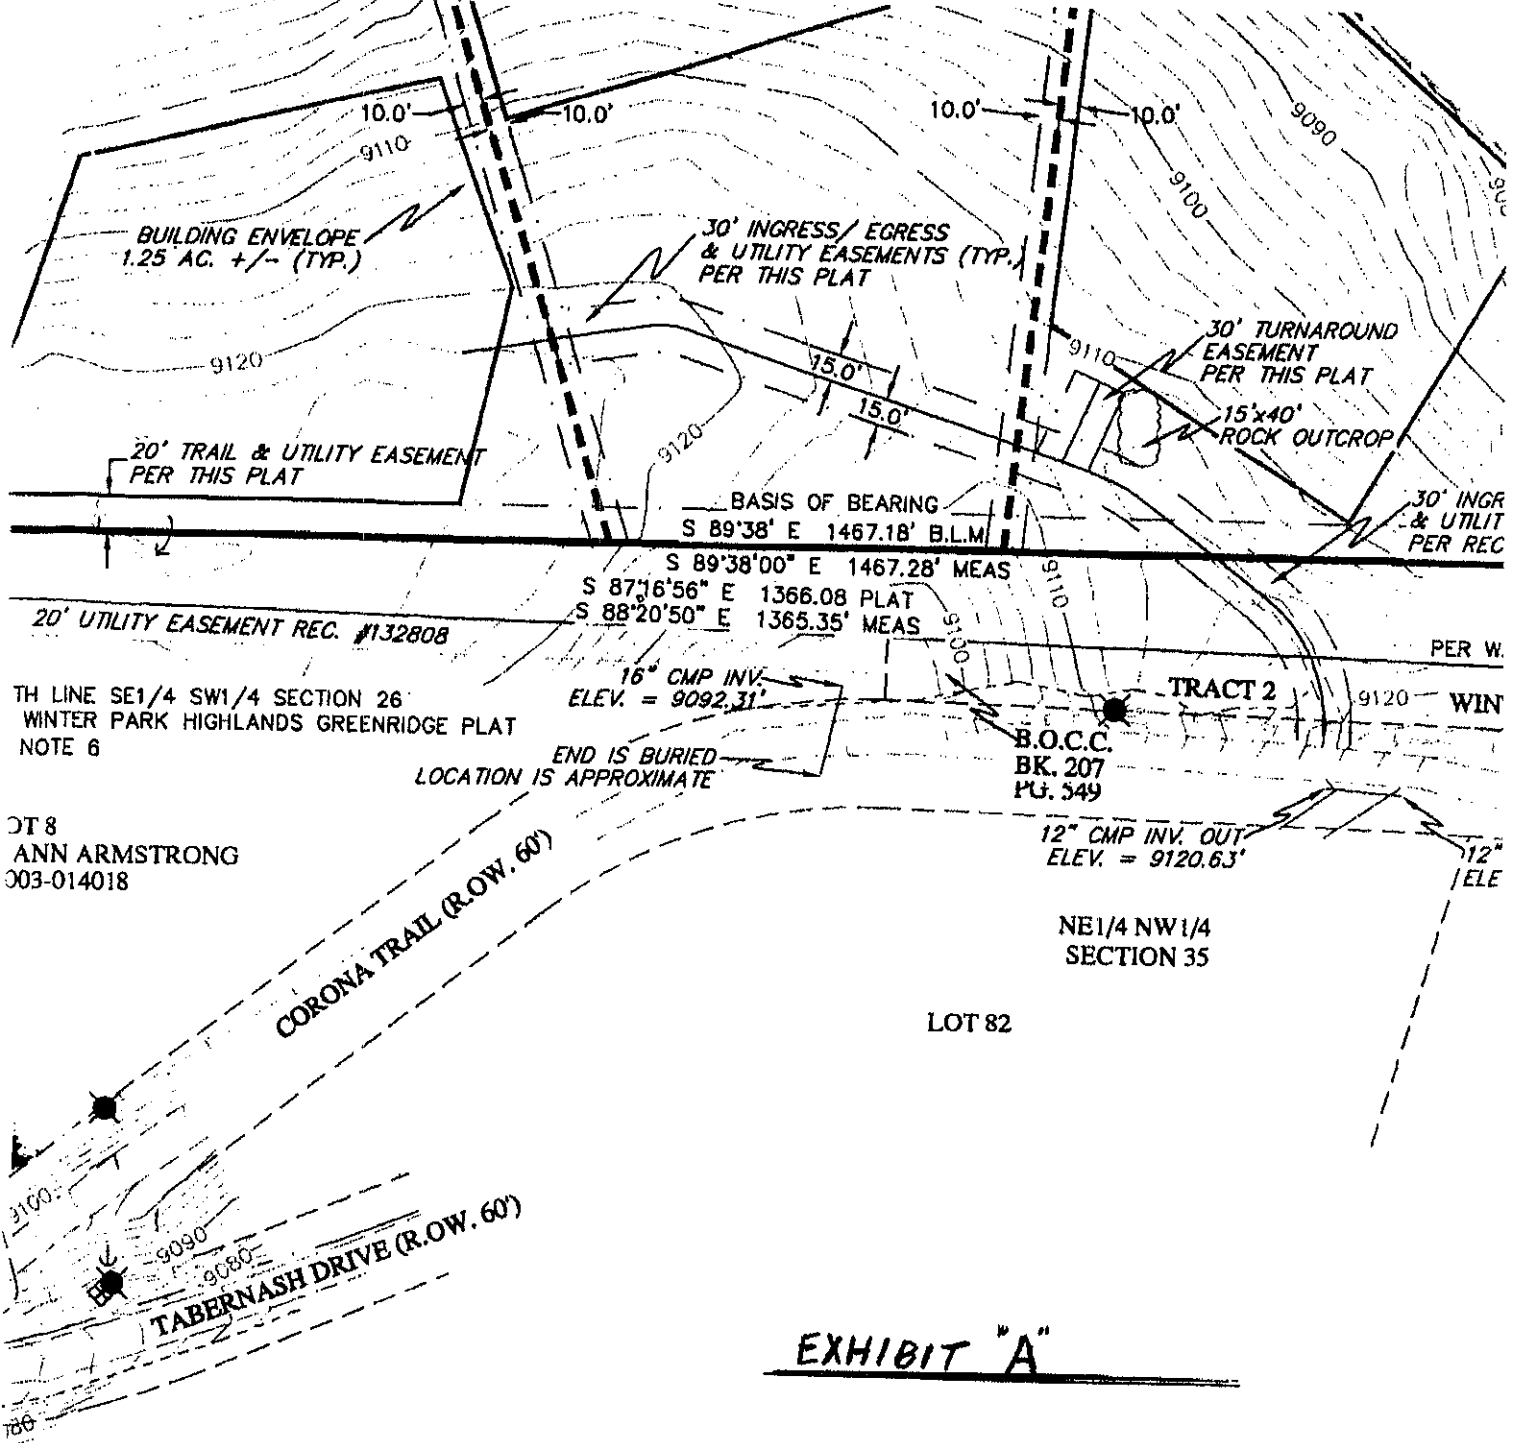 10.0'
10.0'
10.0'
10.0'
9110
9090
9100
BUILDING ENVELOPE
1.25 AC. +/- (TYP.)
30' INGRESS/ EGRESS
& UTILITY EASEMENTS (TYP.)
PER THIS PLAT
9120
9110
30' TURNAROUND
EASEMENT
PER THIS PLAT
15.0'
15.0'
15'x40'
ROCK OUTCROP
9120
20' TRAIL & UTILITY EASEMENT
PER THIS PLAT
BASIS OF BEARING
S 89°38' E 1467.18' B.L.M
S 89°38'00" E 1467.28' MEAS
S 87°16'56" E 1366.08 PLAT
S 88°20'50" E 1365.35' MEAS
30' INGR
& UTILIT
PER REC
9110
9100
20' UTILITY EASEMENT REC. #132808
PER W.
16" CMP INV.
ELEV. = 9092.31'
TRACT 2
9120
WIN
TH LINE SE1/4 SW1/4 SECTION 26
WINTER PARK HIGHLANDS GREENRIDGE PLAT
NOTE 6
END IS BURIED
LOCATION IS APPROXIMATE
B.O.C.C.
BK. 207
PG. 549
12" CMP INV. OUT
ELEV. = 9120.63'
12"
ELE
OT 8
ANN ARMSTRONG
003-014018
CORONA TRAIL (R.OW. 60')
NE1/4 NW1/4
SECTION 35
LOT 82
9100
9090
9080
TABERNASH DRIVE (R.OW. 60')
EXHIBIT "A"